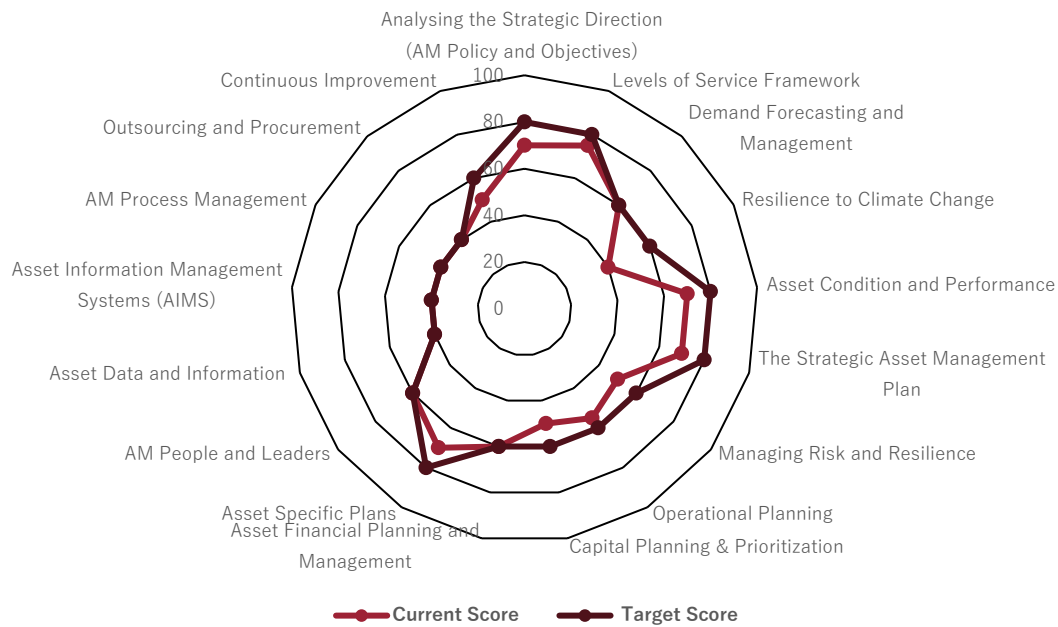 Analysing the Strategic Direction
(AM Policy and Objectives)
Continuous Improvement
100
Levels of Service Framework
Outsourcing and Procurement
80
Demand Forecasting and
Management
60
AM Process Management
40
Resilience to Climate Change
Asset Information Management
Systems (AIMS)
20
Asset Condition and Performance
0
Asset Data and Information
The Strategic Asset Management
Plan
AM People and Leaders
Managing Risk and Resilience
Asset Specific Plans
Operational Planning
Asset Financial Planning and
Management
Capital Planning & Prioritization
Current Score
Target Score